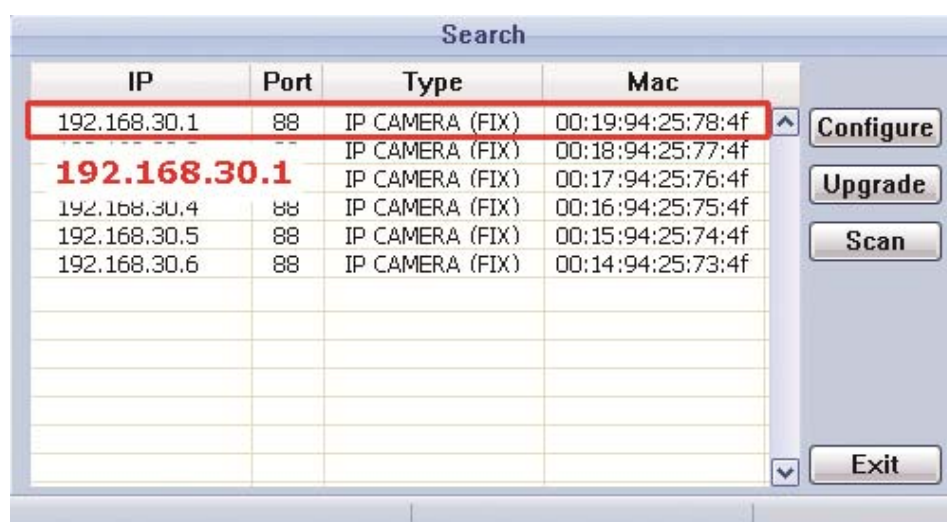 Search
IP Port Type Mac
192.168.30.1 88 IP CAMERA (FIX) 00:19:94:25:78:4f Configure
IP CAMERA (FIX) 00:18:94:25:77:4f
192.168.30.1 IP CAMERA (FIX) 00:17:94:25:76:4f Upgrade
192.168.30.4 88 IP CAMERA (FIX) 00:16:94:25:75:4f
192.168.30.5 88 IP CAMERA (FIX) 00:15:94:25:74:4f Scan
192.168.30.6 88 IP CAMERA (FIX) 00:14:94:25:73:4f
Exit